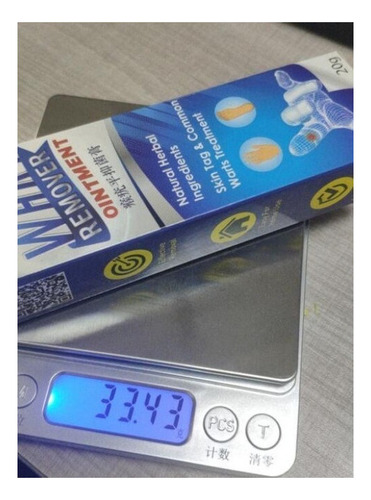 20g
Wart
REMOVER
OINTMENT
Natural Herbal
Ingredients
Skin Tag & Common
Warts Treatment
33.43
PCS
计数
T
清零